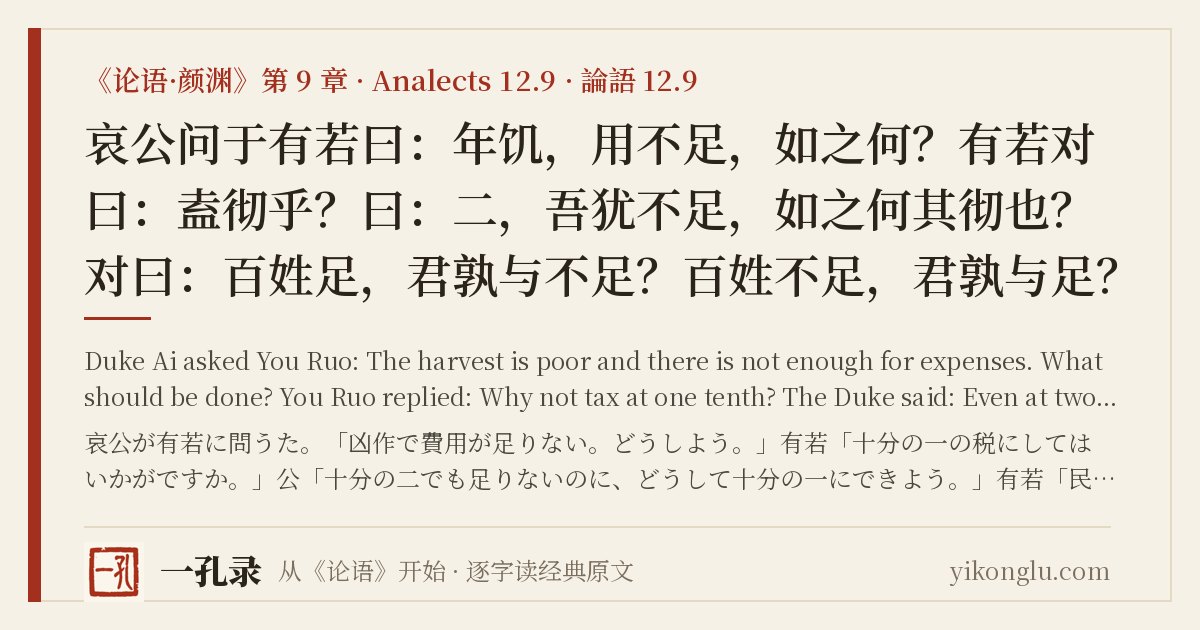 《论语·颜渊》第 9 章 · Analects 12.9 · 論語 12.9
哀公问于有若曰：年饥，用不足，如之何？有若对
曰：盍彻乎？曰：二，吾犹不足，如之何其彻也？
对曰：百姓足，君孰与不足？百姓不足，君孰与足？
Duke Ai asked You Ruo: The harvest is poor and there is not enough for expenses. What
should be done? You Ruo replied: Why not tax at one tenth? The Duke said: Even at two...
哀公が有若に問うた。「凶作で費用が足りない。どうしよう。」有若「十分の一の税にしては
いかがですか。」公「十分の二でも足りないのに、どうして十分の一にできよう。」有若「民…
一孔
一孔录
从《论语》开始 · 逐字读经典原文
yikonglu.com